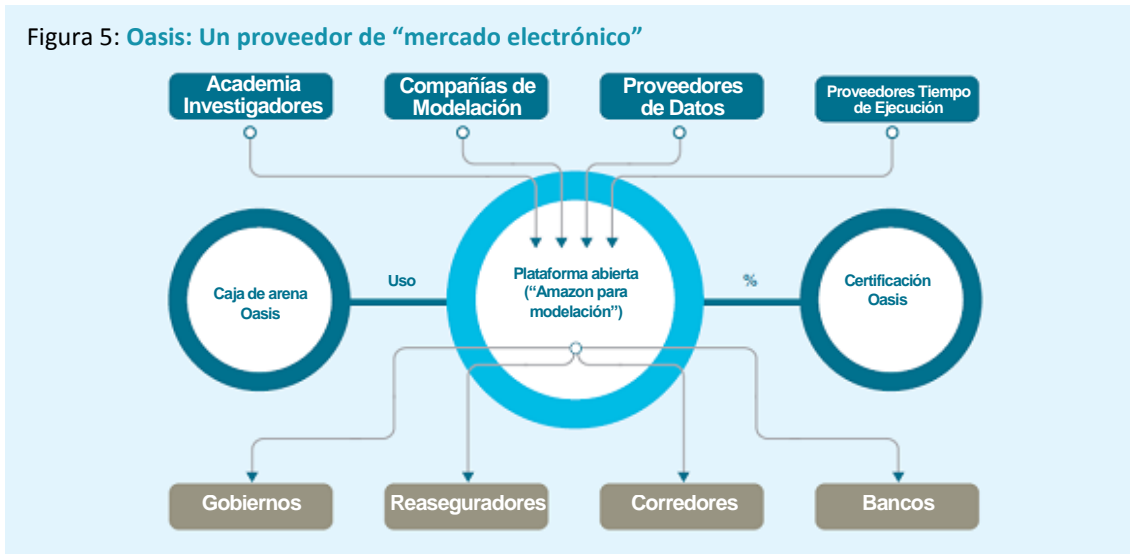 Figura 5: Oasis: Un proveedor de “mercado electrónico”
Academia
Investigadores
Compañías de
Modelación
Proveedores
de Datos
Proveedores Tiempo
de Ejecución
Caja de arena
Oasis
Uso
Plataforma abierta
(“Amazon para
modelación”)
%
Certificación
Oasis
Gobiernos
Reaseguradores
Corredores
Bancos